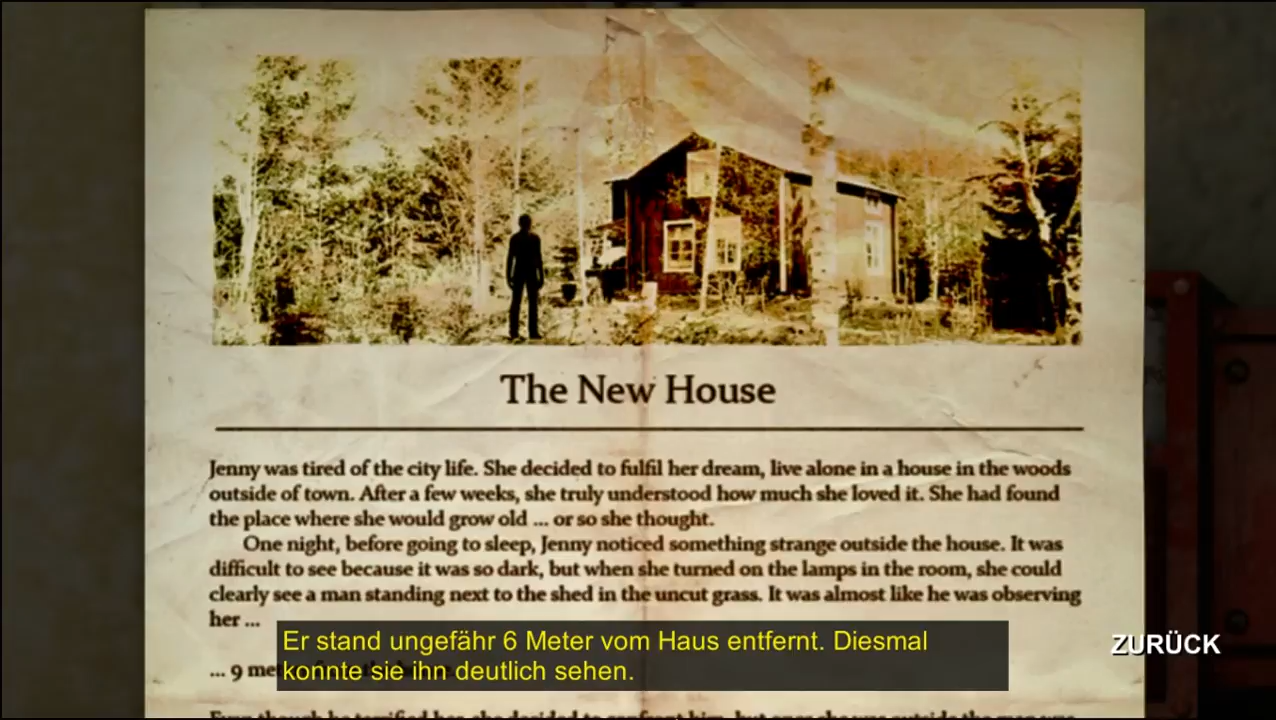 The New House
Jenny was tired of the city life. She decided to fulfil her dream, live alone in a house in the woods
outside of town. After a few weeks, she truly understood how much she loved it. She had found
the place where she would grow old ... or so she thought.
One night, before going to sleep, Jenny noticed something strange outside the house. It was
difficult to see because it was so dark, but when she turned on the lamps in the room, she could
clearly see a man standing next to the shed in the uncut grass. It was almost like he was observing
her ...
Er stand ungefähr 6 Meter vom Haus entfernt. Diesmal
konnte sie ihn deutlich sehen.
ZURÜCK
... 9